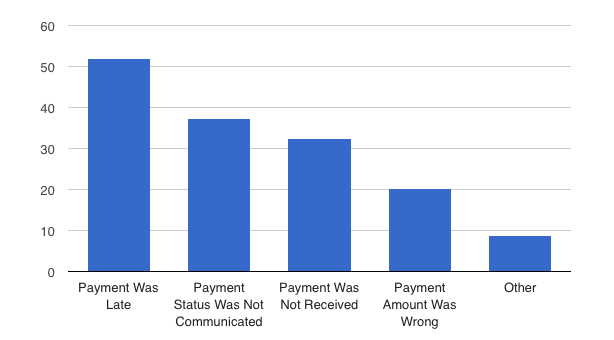 60
50
40
30
20
10
0
Payment Was
Late
Payment
Status Was Not
Communicated
Payment Was
Not Received
Payment
Amount Was
Wrong
Other